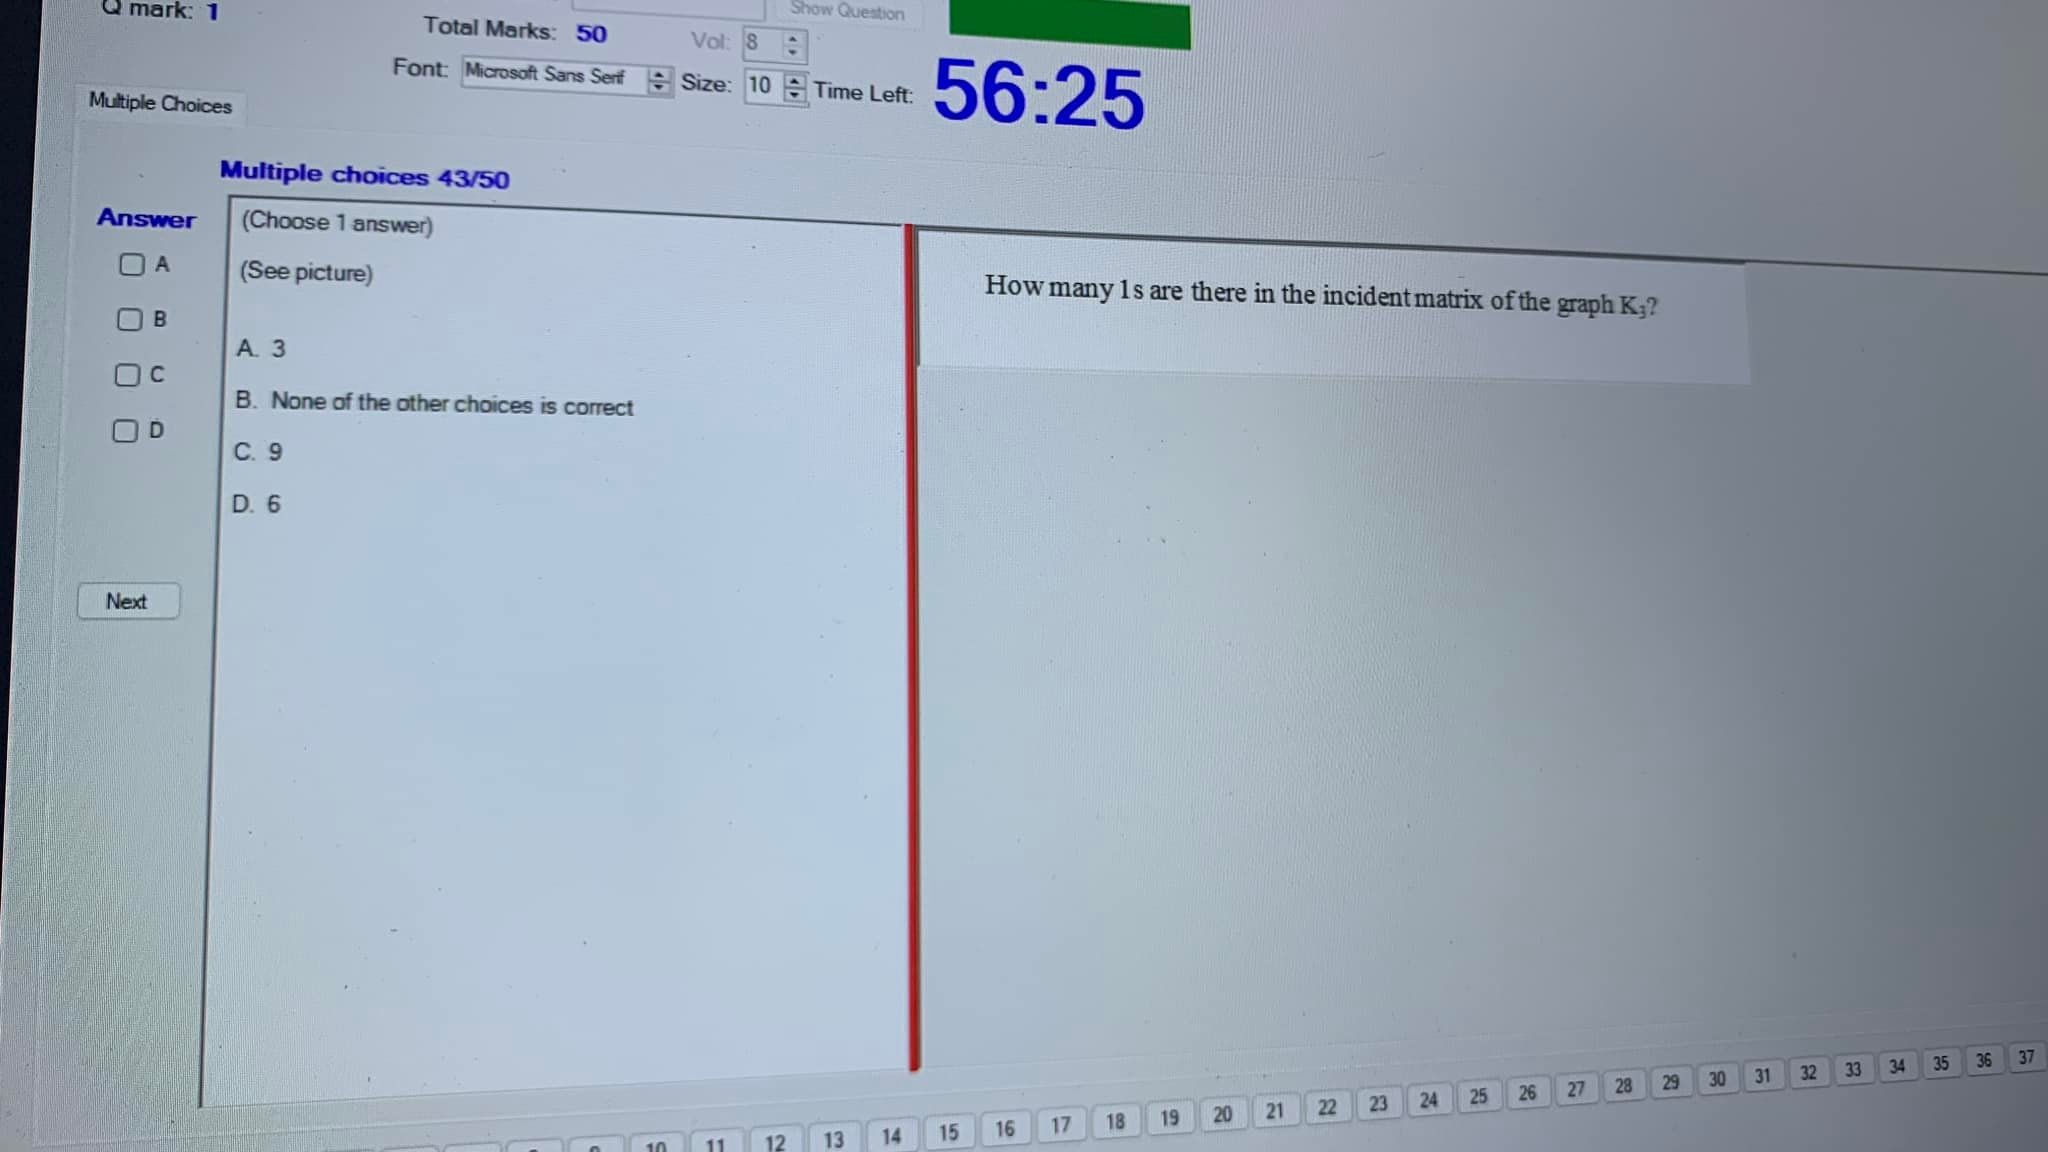 Q mark: 1
Total Marks: 50
Vol: 8
Show Question
Font: Microsoft Sans Serif
Size: 10
Time Left: 56:25
Multiple Choices
Multiple choices 43/50
Answer
A
B
C
D
Next
(Choose 1 answer)
(See picture)
A. 3
B. None of the other choices is correct
C. 9
D. 6
How many 1s are there in the incident matrix of the graph K₃?
10 11 12 13 14 15 16 17 18 19 20 21 22 23 24 25 26 27 28 29 30 31 32 33 34 35 36 37